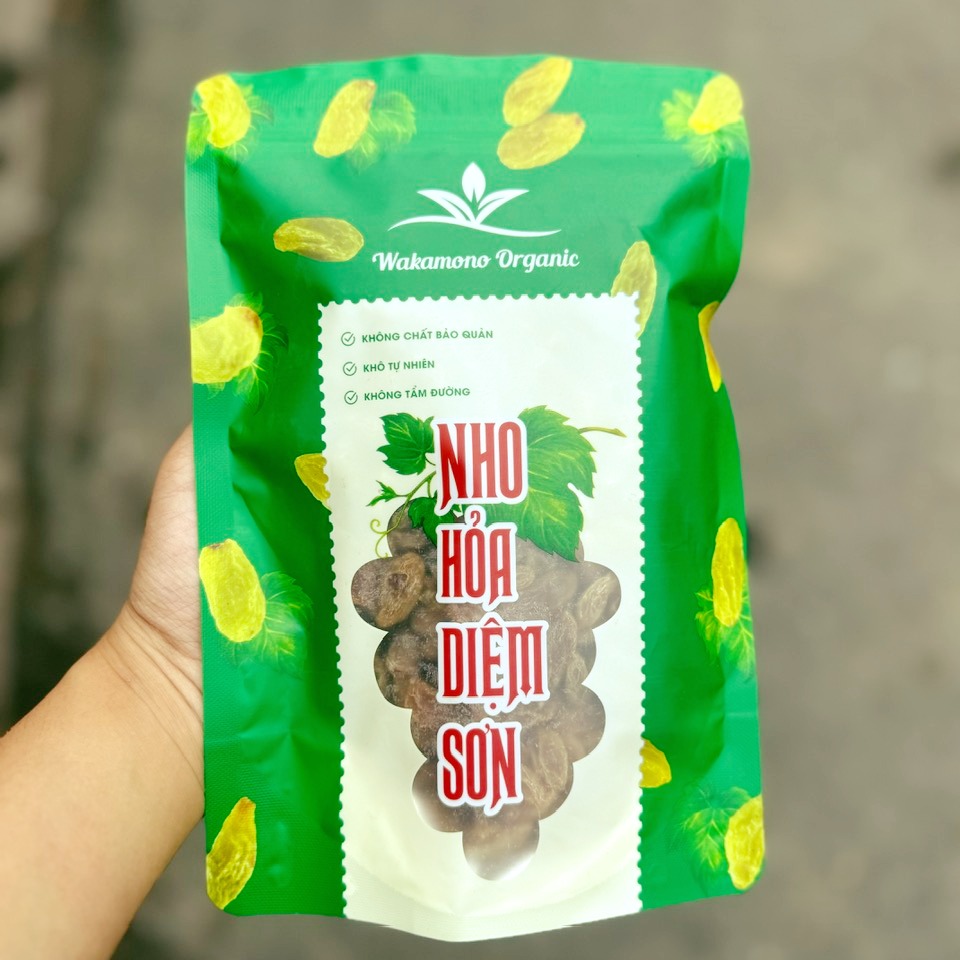 Wakamono Organic
KHÔNG CHẤT BẢO QUẢN
KHÔ TỰ NHIÊN
KHÔNG TẨM ĐƯỜNG
NHO
HỎA
DIỆM
SƠN